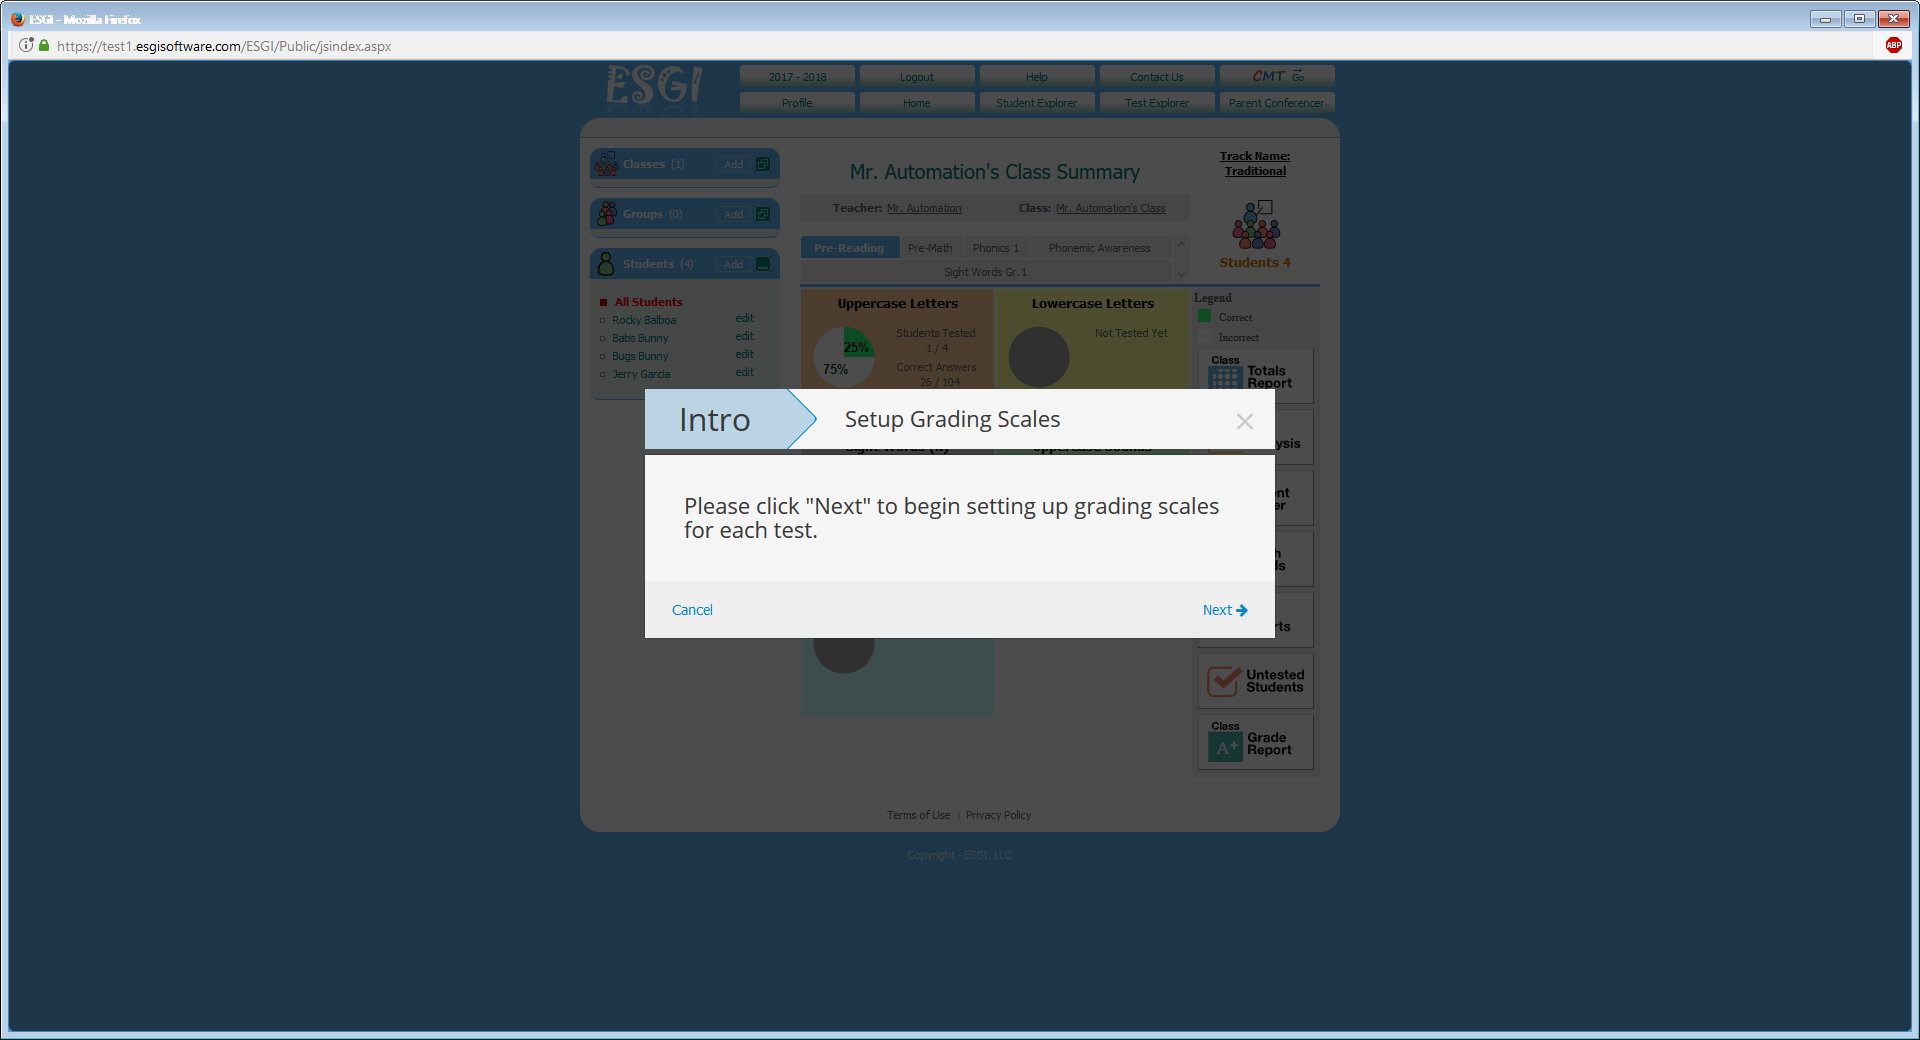 ESGI - Mozilla Firefox
https://test1.esgisoftware.com/ESGI/Public/jsindex.aspx
ABP
ESGI
2017 - 2018
Logout
Help
Contact Us
CMT Go
Profile
Home
Student Explorer
Test Explorer
Parent Conferencer
Classes (1)
Add
Groups (0)
Add
Students (4)
Add
All Students
Rocky Balboa edit
Babs Bunny edit
Bugs Bunny edit
Jerry Garcia edit
Mr. Automation's Class Summary
Teacher: Mr. Automation Class: Mr. Automation's Class
Pre-Reading
Pre-Math
Phonics 1
Phonemic Awareness
Sight Words Gr.1
Track Name:
Traditional
Students 4
Uppercase Letters
25%
75%
Students Tested
1 / 4
Correct Answers
26 / 104
Lowercase Letters
Not Tested Yet
Legend
Correct
Incorrect
Class
Totals
Report
Intro
Setup Grading Scales
Please click "Next" to begin setting up grading scales
for each test.
Cancel
Next
Untested
Students
Class
A+
Grade
Report
Terms of Use | Privacy Policy
Copyright - ESGI, LLC